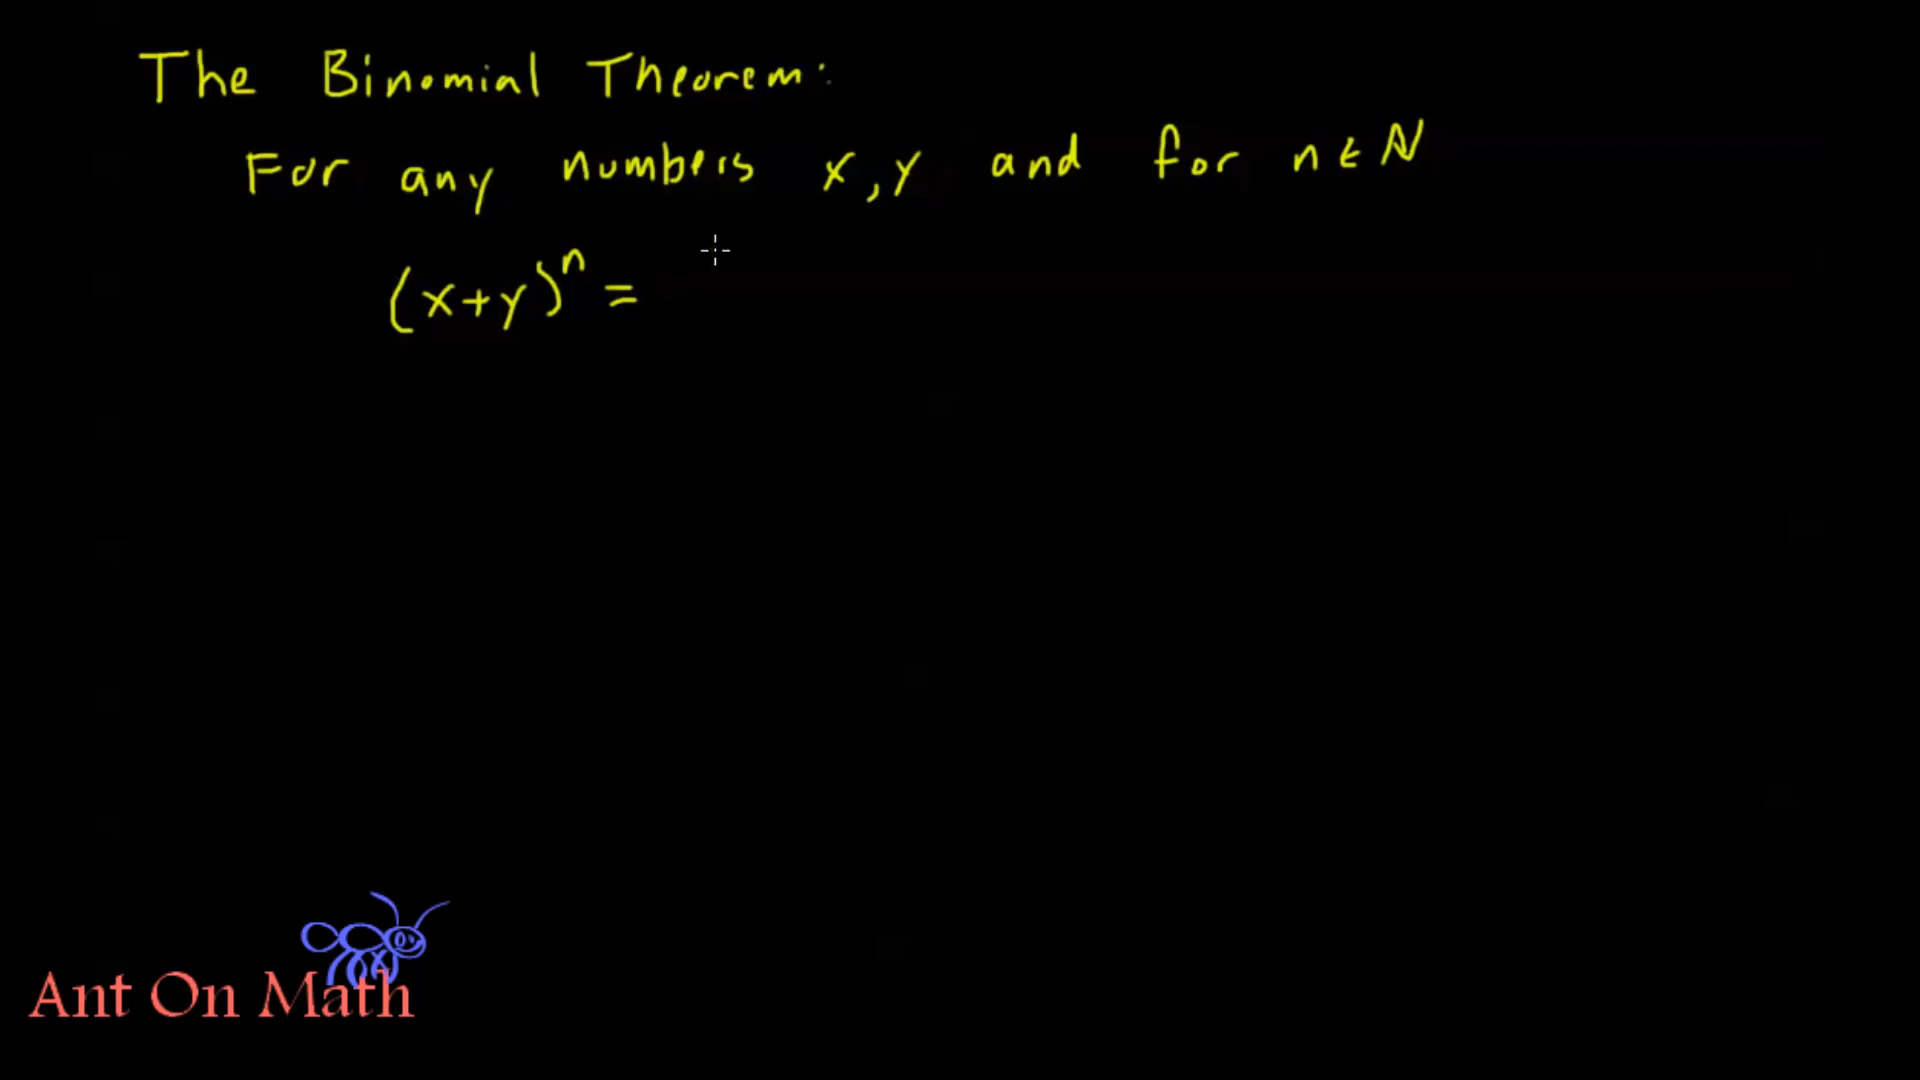 The Binomial Theorem:
For any numbers x, y and for n ∈ ℕ
(x+y)ⁿ =
Ant On Math